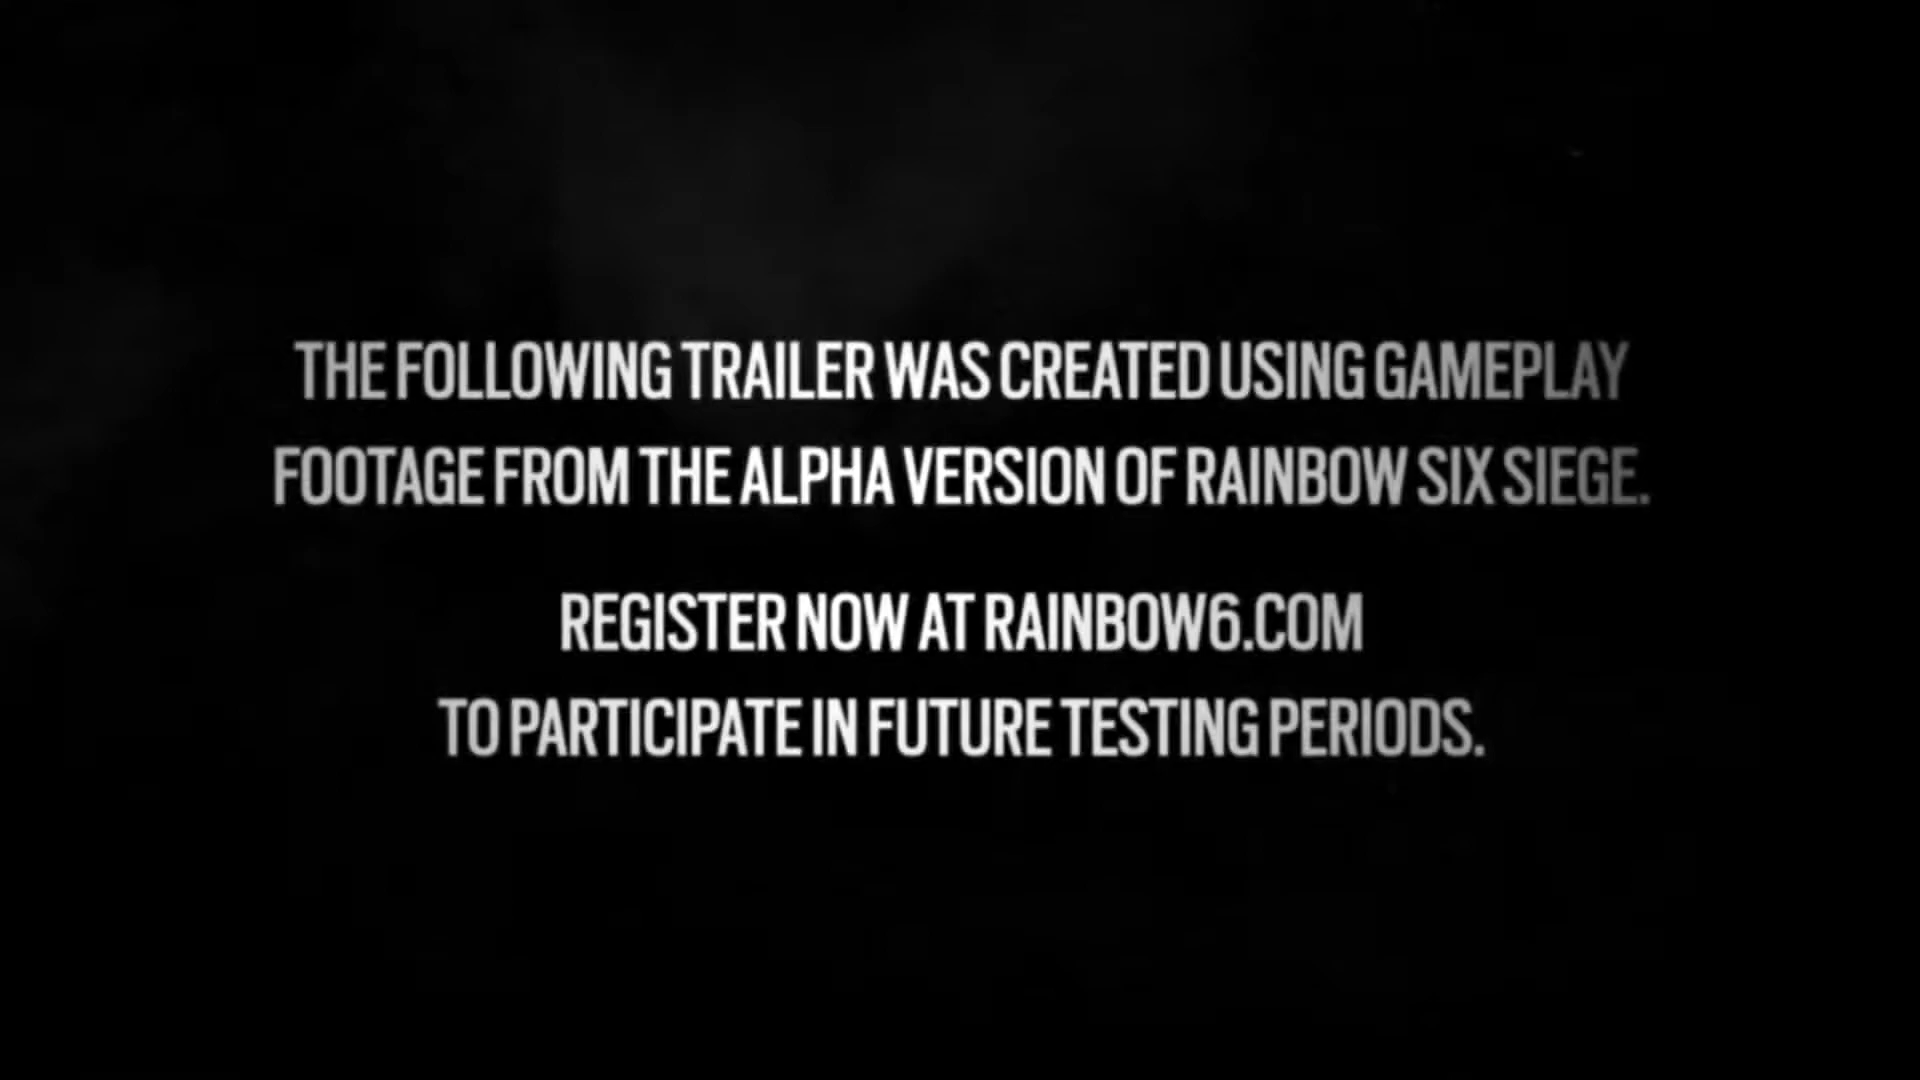 THE FOLLOWING TRAILER WAS CREATED USING GAMEPLAY
FOOTAGE FROM THE ALPHA VERSION OF RAINBOW SIX SIEGE.
REGISTER NOW AT RAINBOW6.COM
TO PARTICIPATE IN FUTURE TESTING PERIODS.